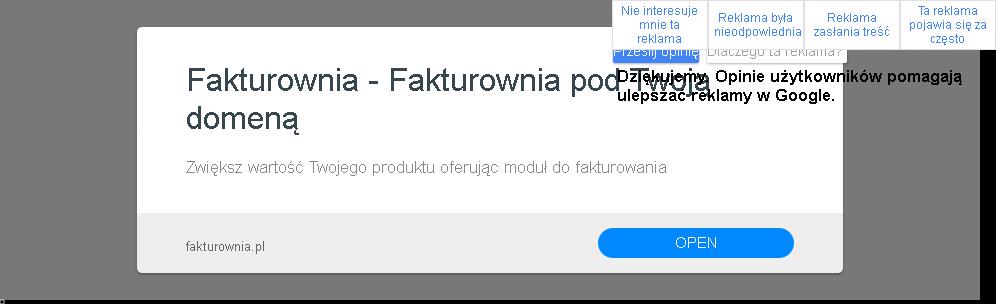 Nie interesuje
mnie ta
reklama
Reklama była
nieodpowiednia
Reklama
zasłania treść
Ta reklama
pojawia się za
często
Prześlij opinię
Dlaczego ta reklama?
Dziękujemy. Opinie użytkowników pomagają
ulepszać reklamy w Google.
Fakturownia - Fakturownia pod Twoją
domeną
Zwiększ wartość Twojego produktu oferując moduł do fakturowania
fakturownia.pl
OPEN